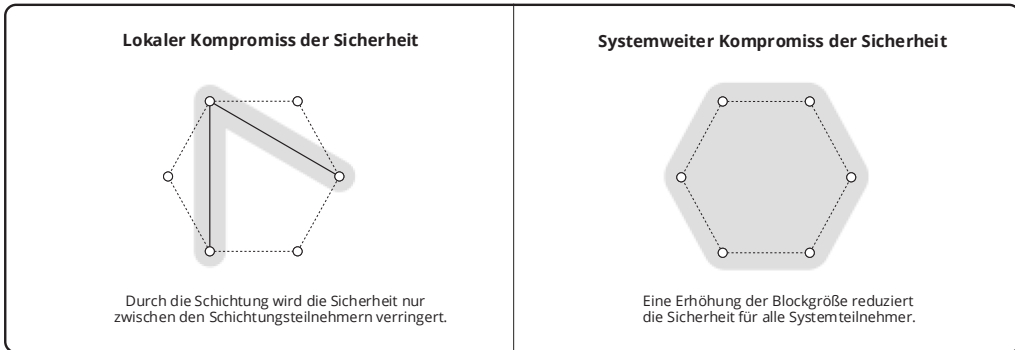 Lokaler Kompromiss der Sicherheit
Durch die Schichtung wird die Sicherheit nur
zwischen den Schichtungsteilnehmern verringert.
Systemweiter Kompromiss der Sicherheit
Eine Erhöhung der Blockgröße reduziert
die Sicherheit für alle Systemteilnehmer.